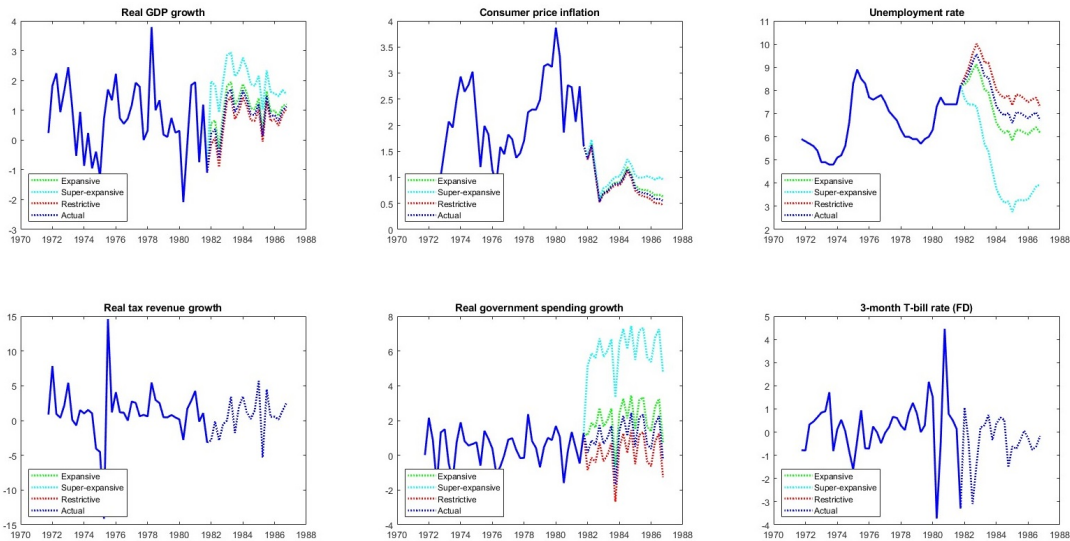 Real GDP growth
4
3
2
1
0
-1
-2
-3
Expansive
Super-expansive
Restrictive
Actual
1970 1972 1974 1976 1978 1980 1982 1984 1986 1988
Consumer price inflation
4
3.5
3
2.5
2
1.5
1
0.5
0
Expansive
Super-expansive
Restrictive
Actual
1970 1972 1974 1976 1978 1980 1982 1984 1986 1988
Unemployment rate
11
10
9
8
7
6
5
4
3
2
Expansive
Super-expansive
Restrictive
Actual
1970 1972 1974 1976 1978 1980 1982 1984 1986 1988
Real tax revenue growth
15
10
5
0
-5
-10
-15
Expansive
Super-expansive
Restrictive
Actual
1970 1972 1974 1976 1978 1980 1982 1984 1986 1988
Real government spending growth
8
6
4
2
0
-2
-4
Expansive
Super-expansive
Restrictive
Actual
1970 1972 1974 1976 1978 1980 1982 1984 1986 1988
3-month T-bill rate (FD)
5
4
3
2
1
0
-1
-2
-3
-4
Expansive
Super-expansive
Restrictive
Actual
1970 1972 1974 1976 1978 1980 1982 1984 1986 1988